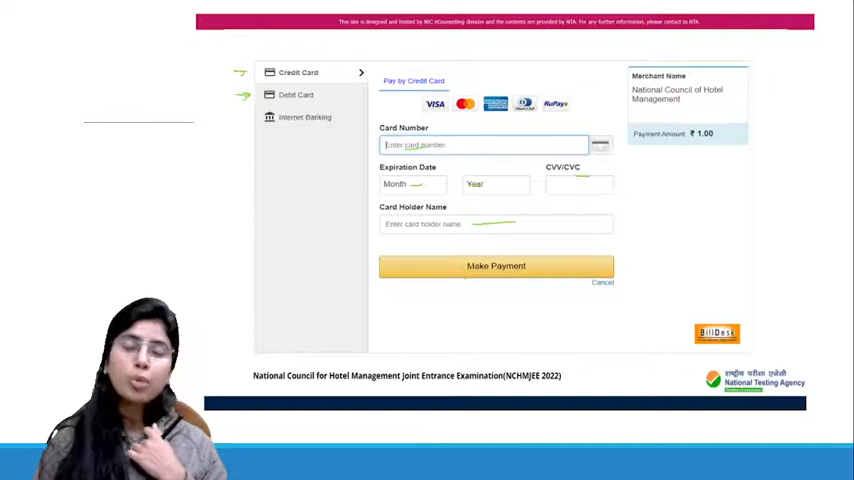 This site is designed and hosted by NIC eCounselling division and the contents are provided by NTA. For any further information, please contact to NTA.
Credit Card
Debit Card
Internet Banking
Pay by Credit Card
VISA
RuPay
Card Number
Enter card number
Expiration Date
CVV/CVC
Month
Year
Card Holder Name
Enter card holder name
Make Payment
Cancel
Merchant Name
National Council of Hotel
Management
Payment Amount: ₹ 1.00
BillDesk
National Council for Hotel Management Joint Entrance Examination(NCHMJEE 2022)
राष्ट्रीय परीक्षा एजेंसी
National Testing Agency